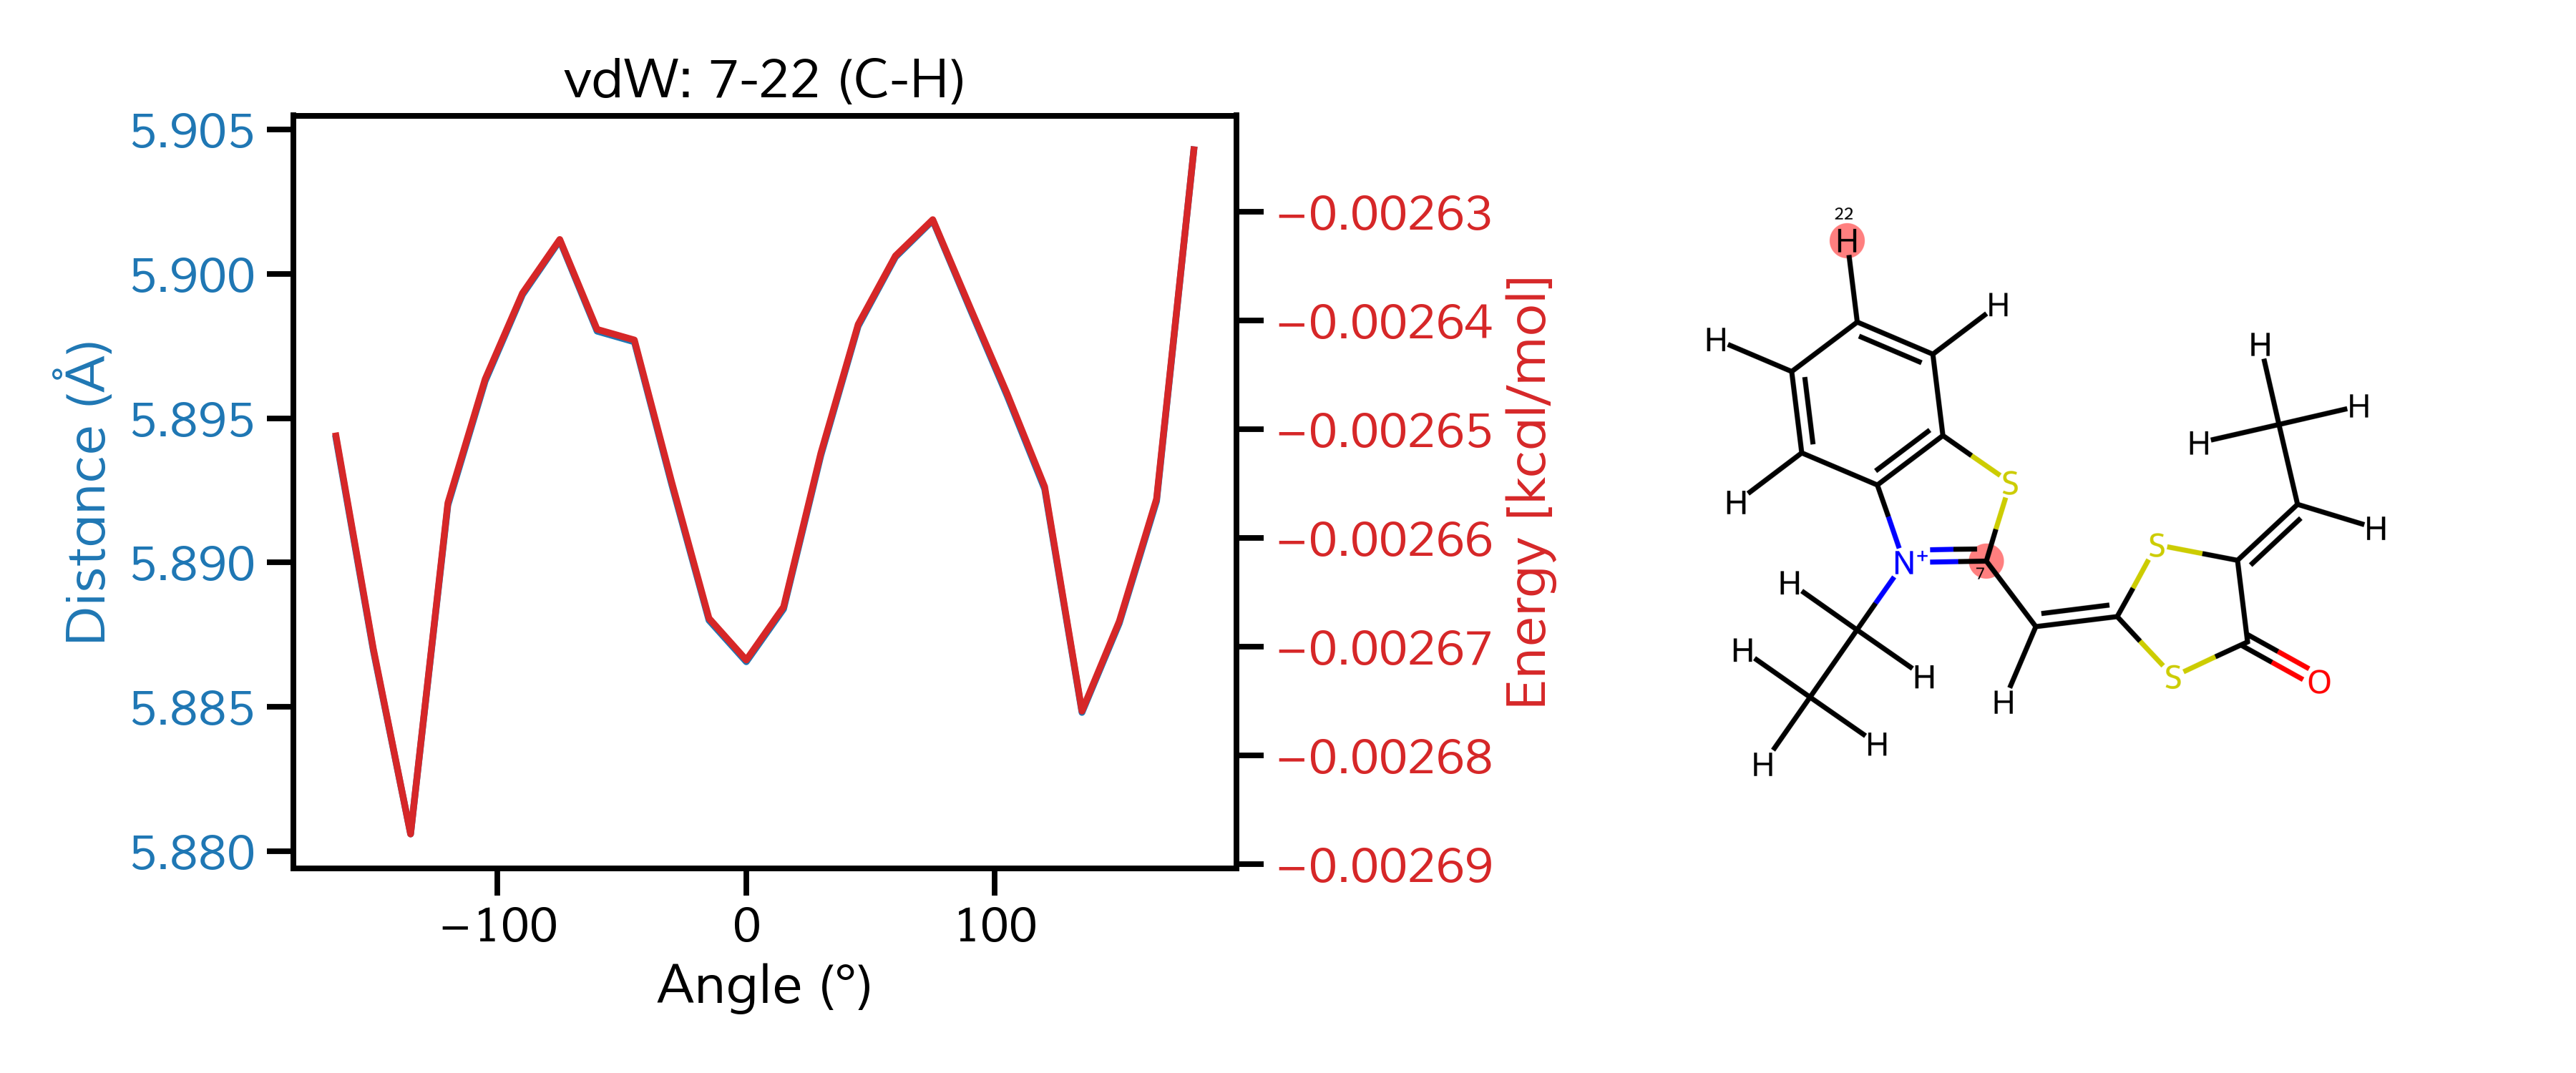 vdW: 7-22 (C-H)
5.905
5.900
5.895
5.890
5.885
5.880
Distance (Å)
−0.00263
−0.00264
−0.00265
−0.00266
−0.00267
−0.00268
−0.00269
Energy [kcal/mol]
−100 0 100
Angle (°)
22
H
H
H
H
S
N+
7
H
H
H
H
H
H
S
S
O
H
H
H
H